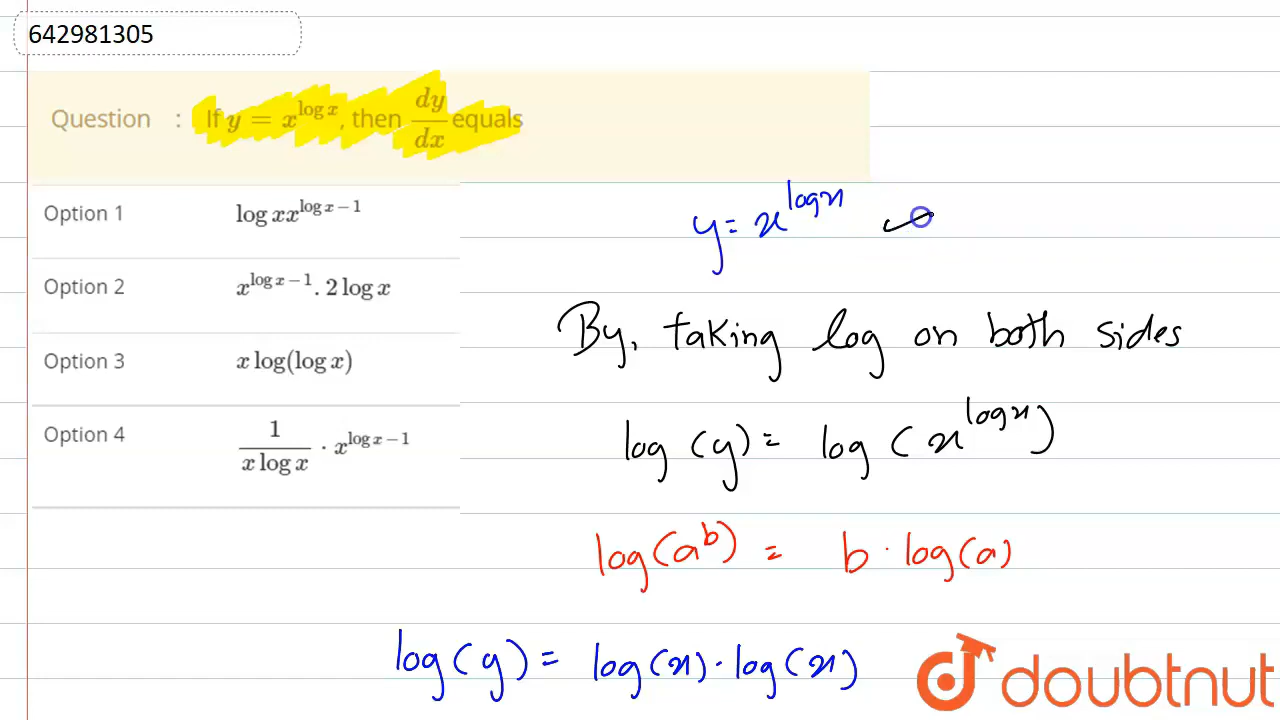 642981305
Question : If y = x^{log x}, then dy/dx equals
Option 1 log xx^{log x − 1}
Option 2 x^{log x − 1}. 2 log x
Option 3 x log(log x)
Option 4 1/(x log x) · x^{log x − 1}
y = x^{log x}
By, taking log on both sides
log (y) = log (x^{log x})
log(a^b) = b · log(a)
log(y) = log(x) · log(x)
doubtnut